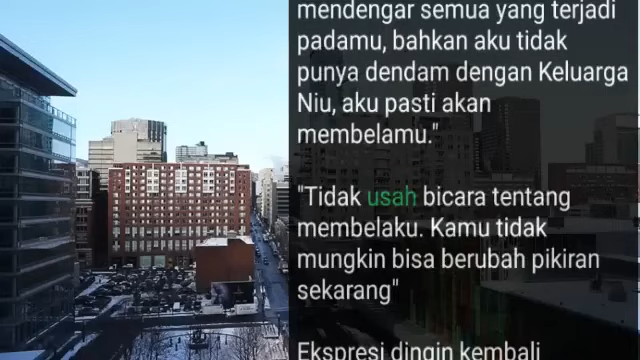 mendengar semua yang terjadi
padamu, bahkan aku tidak
punya dendam dengan Keluarga
Niu, aku pasti akan
membelamu."
"Tidak usah bicara tentang
membelaku. Kamu tidak
mungkin bisa berubah pikiran
sekarang"
Ekspresi dingin kembali